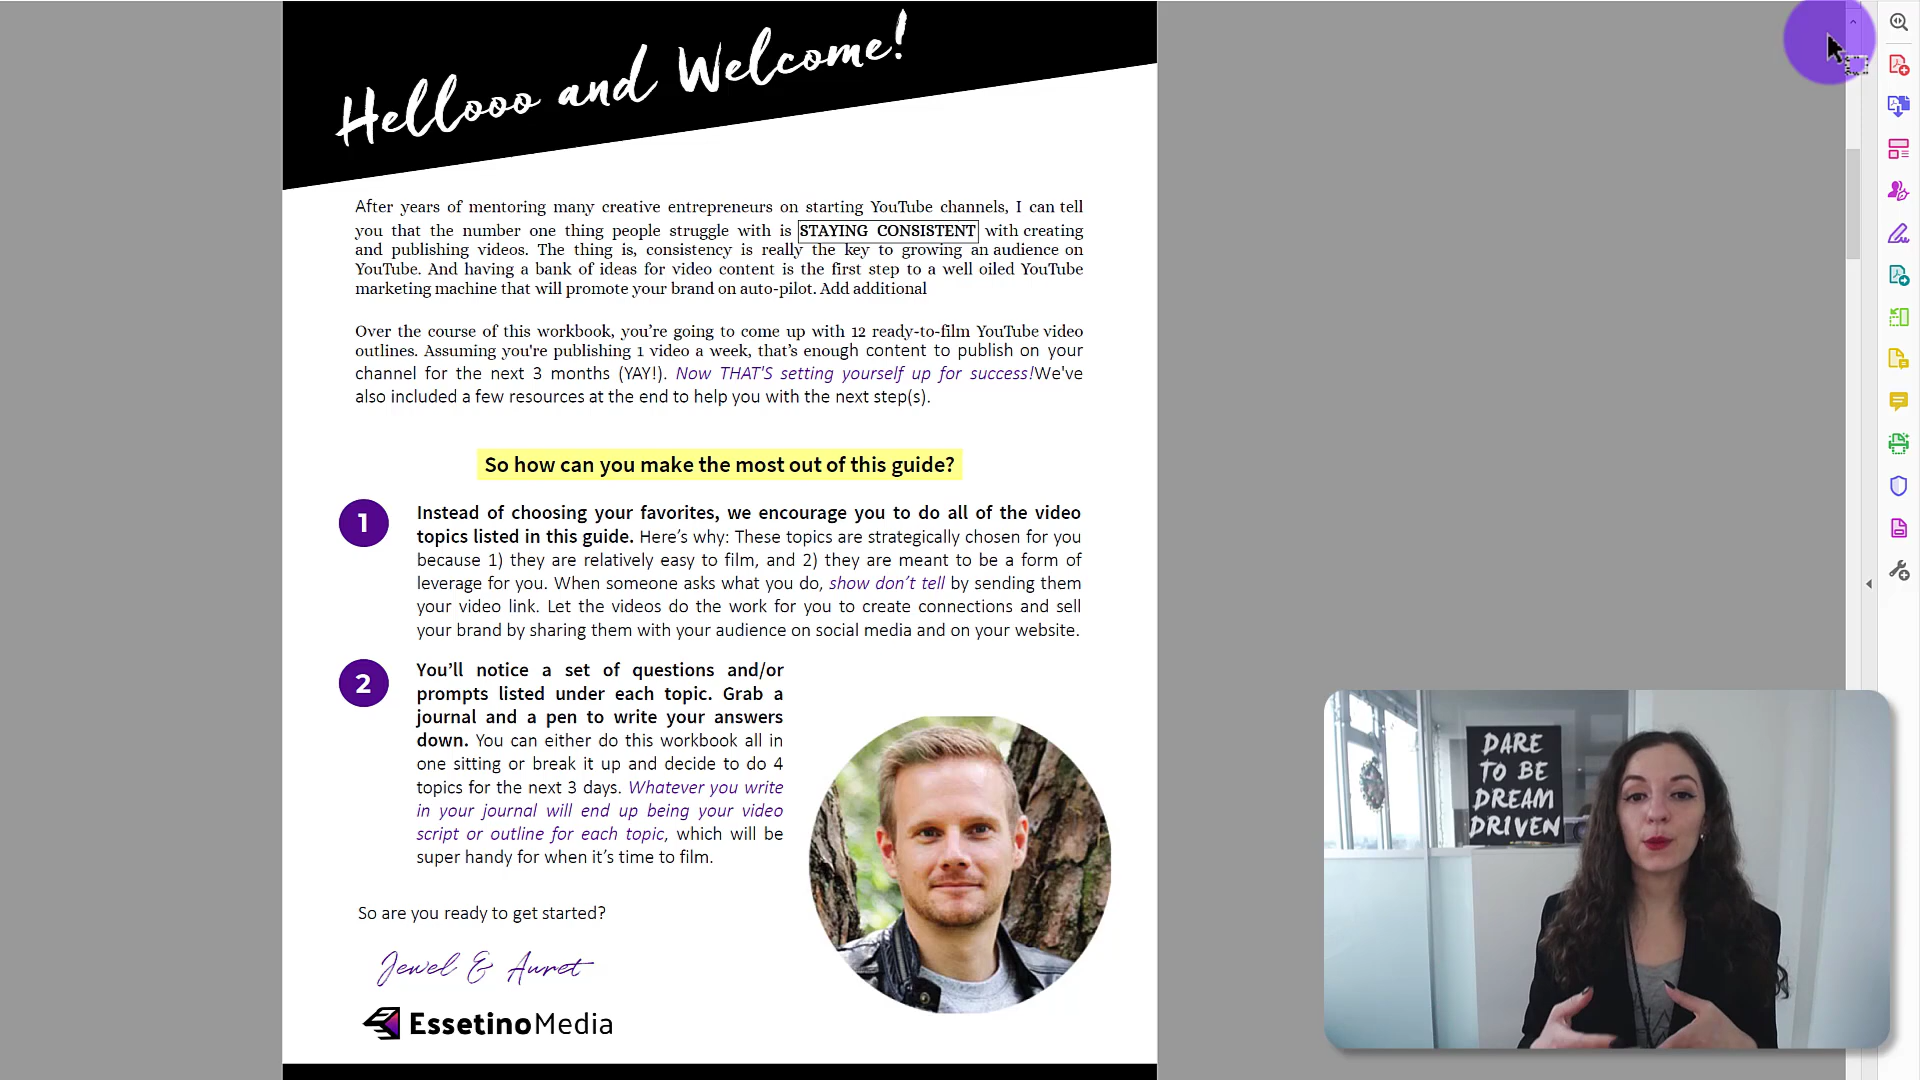 Hellooo and Welcome!
After years of mentoring many creative entrepreneurs on starting YouTube channels, I can tell
you that the number one thing people struggle with is STAYING CONSISTENT with creating
and publishing videos. The thing is, consistency is really the key to growing an audience on
YouTube. And having a bank of ideas for video content is the first step to a well oiled YouTube
marketing machine that will promote your brand on auto-pilot. Add additional
Over the course of this workbook, you’re going to come up with 12 ready-to-film YouTube video
outlines. Assuming you're publishing 1 video a week, that’s enough content to publish on your
channel for the next 3 months (YAY!). Now THAT'S setting yourself up for success!We've
also included a few resources at the end to help you with the next step(s).
So how can you make the most out of this guide?
1
Instead of choosing your favorites, we encourage you to do all of the video
topics listed in this guide. Here’s why: These topics are strategically chosen for you
because 1) they are relatively easy to film, and 2) they are meant to be a form of
leverage for you. When someone asks what you do, show don’t tell by sending them
your video link. Let the videos do the work for you to create connections and sell
your brand by sharing them with your audience on social media and on your website.
2
You’ll notice a set of questions and/or
prompts listed under each topic. Grab a
journal and a pen to write your answers
down. You can either do this workbook all in
one sitting or break it up and decide to do 4
topics for the next 3 days. Whatever you write
in your journal will end up being your video
script or outline for each topic, which will be
super handy for when it’s time to film.
So are you ready to get started?
Jewel & Auret
EssetinoMedia
DARE
TO BE
DREAM
DRIVEN